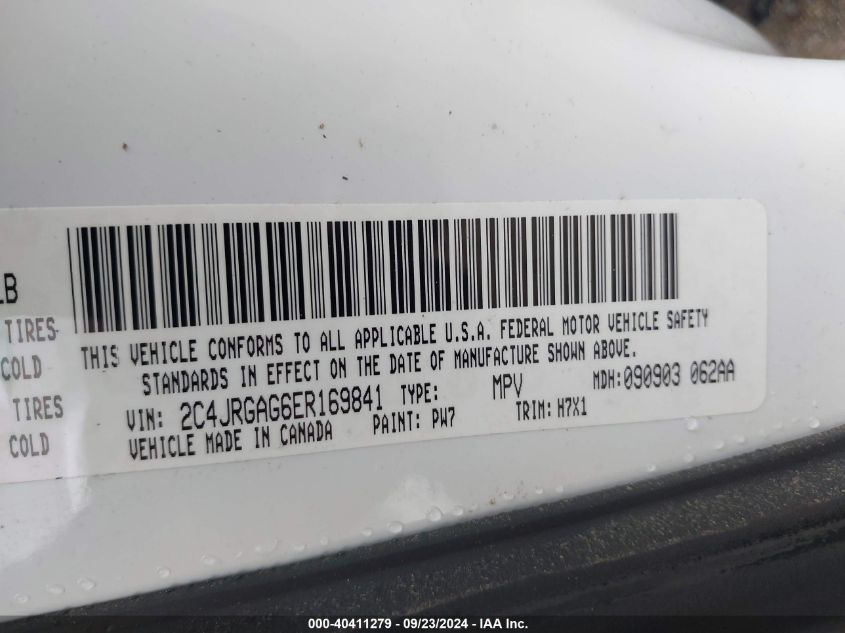 LB
TIRES
COLD
TIRES
COLD
THIS VEHICLE CONFORMS TO ALL APPLICABLE U.S.A. FEDERAL MOTOR VEHICLE SAFETY
STANDARDS IN EFFECT ON THE DATE OF MANUFACTURE SHOWN ABOVE.
VIN: 2C4JRGAG6ER169841 TYPE: MPV MDH:090903 062AA
VEHICLE MADE IN CANADA PAINT: PW7 TRIM: H7X1
000-40411279 - 09/23/2024 - IAA Inc.